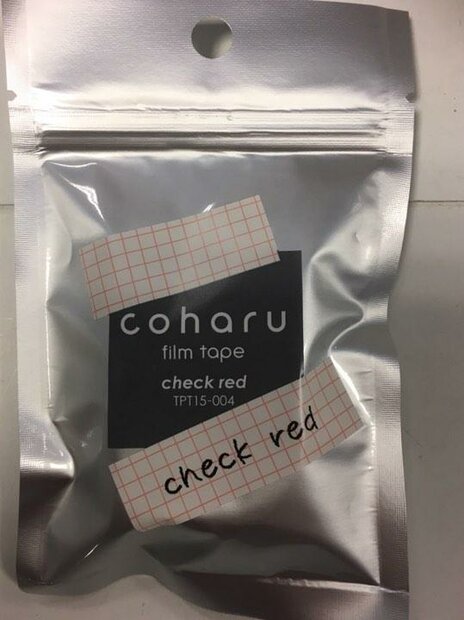 coharu
film tape
check red
TPT15-004
check red